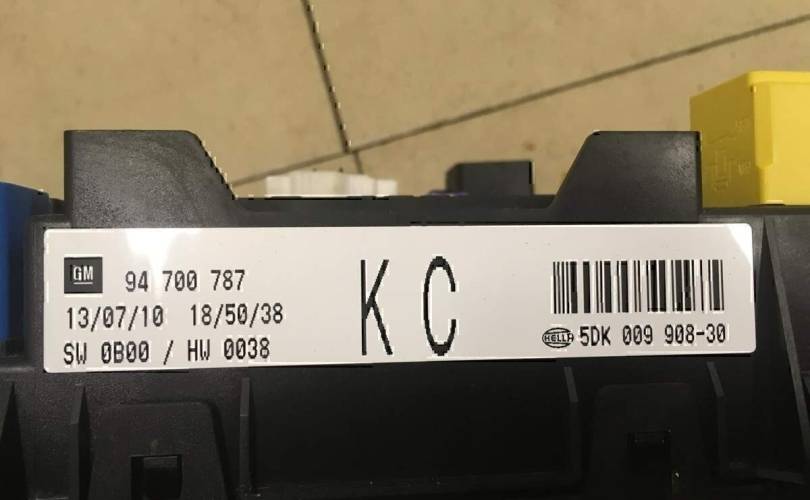 GM 94 700 787
13/07/10 18/50/38
SW 0B00 / HW 0038
KC
HELLA 5DK 009 908-30